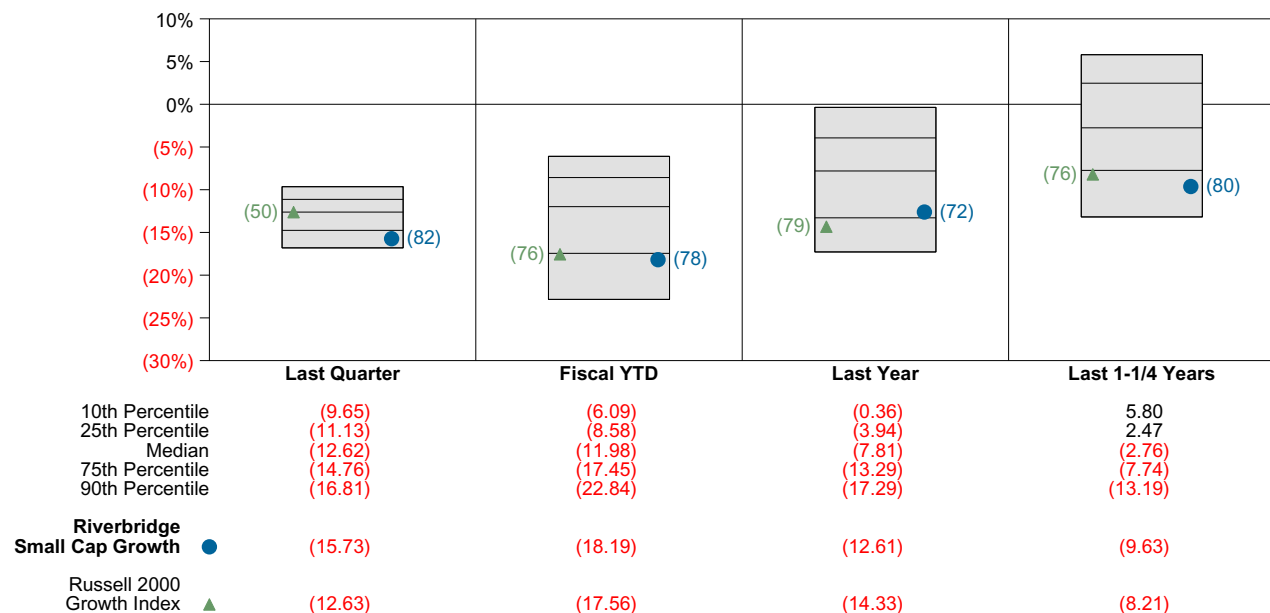 10%
5%
0%
(5%)
(10%)
(15%)
(20%)
(25%)
(30%)
(50)
(82)
(76)
(78)
(79)
(72)
(76)
(80)
Last Quarter Fiscal YTD Last Year Last 1-1/4 Years
10th Percentile (9.65) (6.09) (0.36) 5.80
25th Percentile (11.13) (8.58) (3.94) 2.47
Median (12.62) (11.98) (7.81) (2.76)
75th Percentile (14.76) (17.45) (13.29) (7.74)
90th Percentile (16.81) (22.84) (17.29) (13.19)
Riverbridge
Small Cap Growth (15.73) (18.19) (12.61) (9.63)
Russell 2000
Growth Index (12.63) (17.56) (14.33) (8.21)